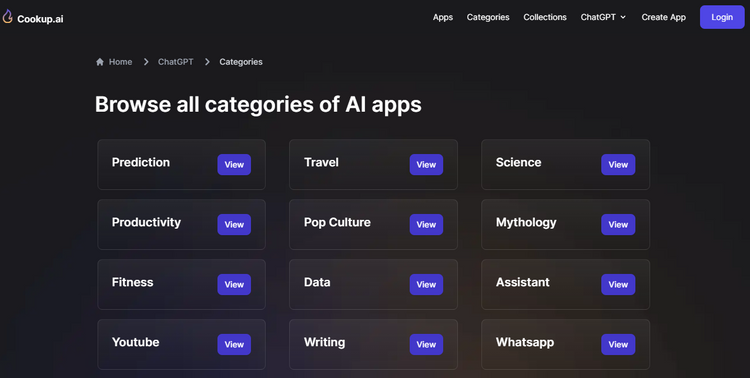 Cookup.ai Apps Categories Collections ChatGPT Create App Login
Home ChatGPT Categories
Browse all categories of AI apps
Prediction View Travel View Science View
Productivity View Pop Culture View Mythology View
Fitness View Data View Assistant View
Youtube View Writing View Whatsapp View